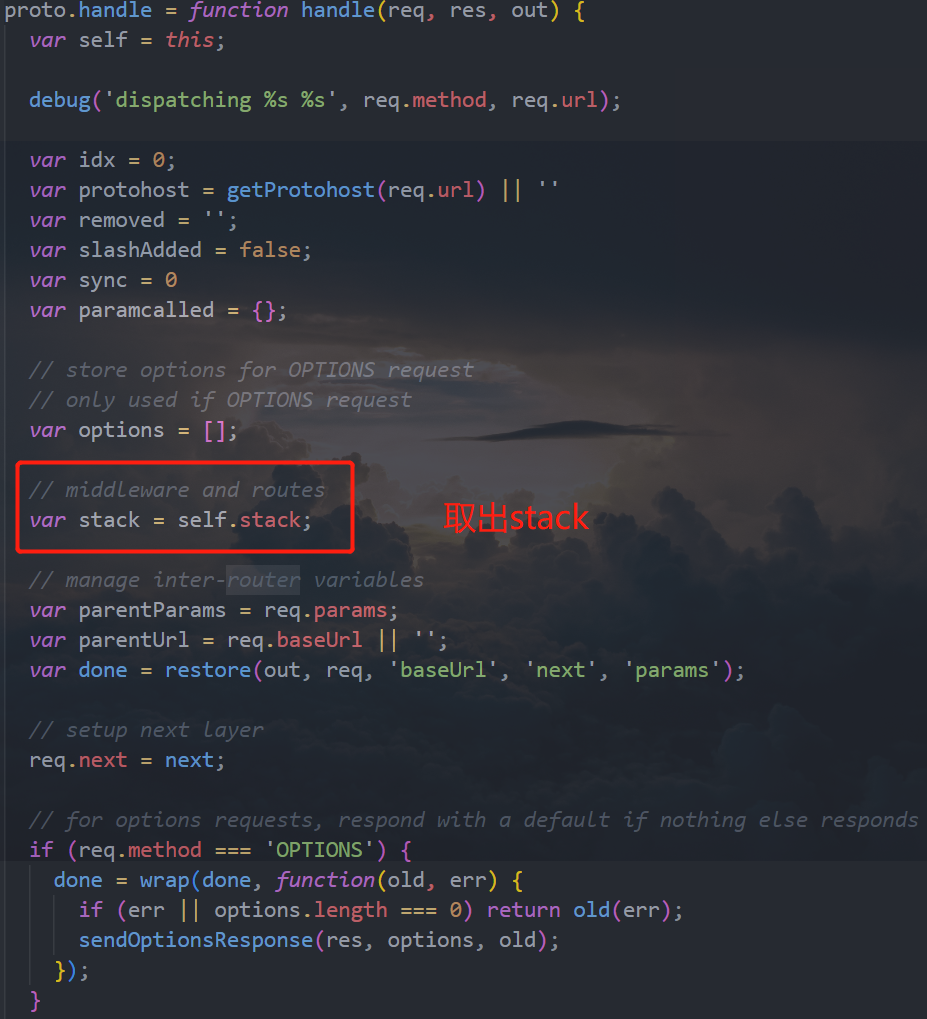 proto.handle = function handle(req, res, out) {
var self = this;
debug('dispatching %s %s', req.method, req.url);
var idx = 0;
var protohost = getProtohost(req.url) || ''
var removed = '';
var slashAdded = false;
var sync = 0
var paramcalled = {};
// store options for OPTIONS request
// only used if OPTIONS request
var options = [];
// middleware and routes
var stack = self.stack;
取出stack
// manage inter-router variables
var parentParams = req.params;
var parentUrl = req.baseUrl || '';
var done = restore(out, req, 'baseUrl', 'next', 'params');
// setup next layer
req.next = next;
// for options requests, respond with a default if nothing else responds
if (req.method === 'OPTIONS') {
done = wrap(done, function(old, err) {
if (err || options.length === 0) return old(err);
sendOptionsResponse(res, options, old);
});
}